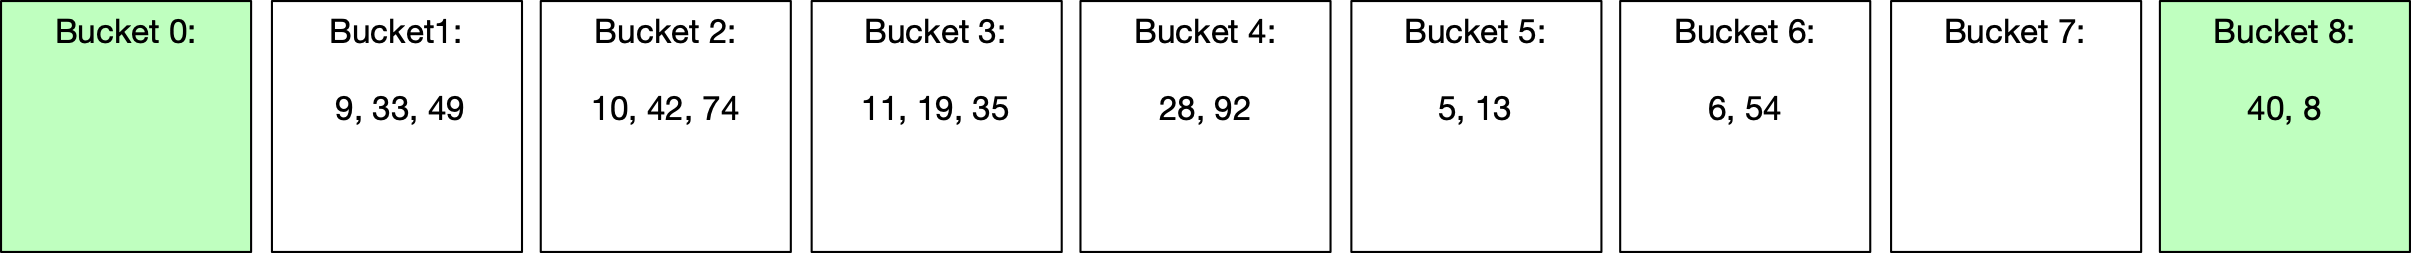 Bucket 0:
Bucket1:
9, 33, 49
Bucket 2:
10, 42, 74
Bucket 3:
11, 19, 35
Bucket 4:
28, 92
Bucket 5:
5, 13
Bucket 6:
6, 54
Bucket 7:
Bucket 8:
40, 8